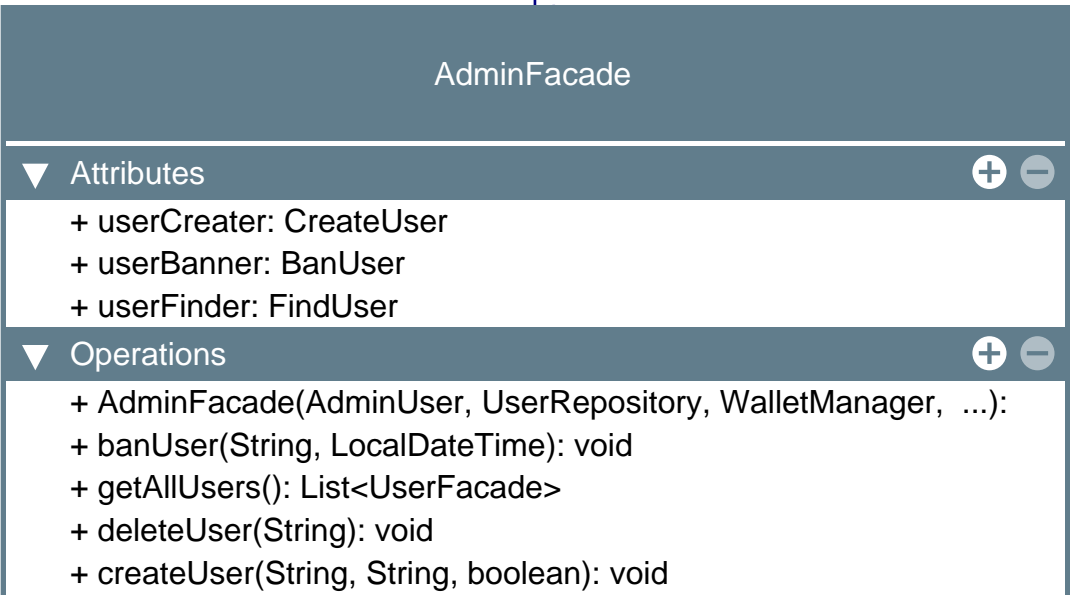 AdminFacade
Attributes
+ userCreater: CreateUser
+ userBanner: BanUser
+ userFinder: FindUser
Operations
+ AdminFacade(AdminUser, UserRepository, WalletManager,  ...):
+ banUser(String, LocalDateTime): void
+ getAllUsers(): List<UserFacade>
+ deleteUser(String): void
+ createUser(String, String, boolean): void